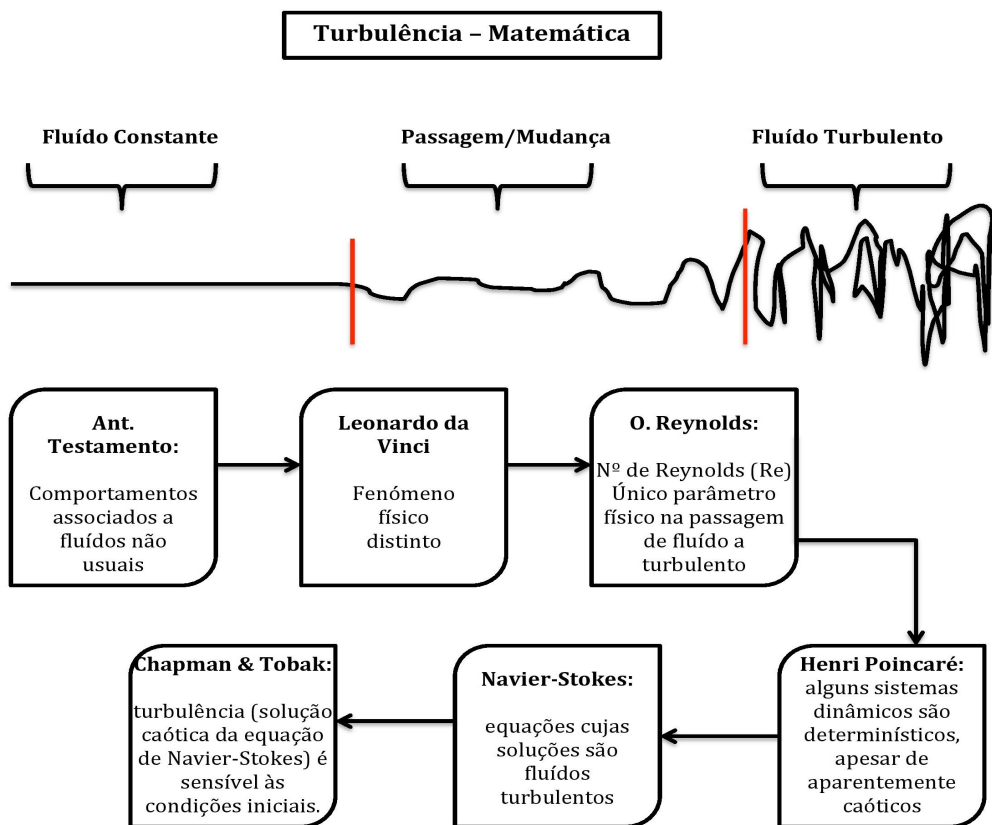 Turbulência – Matemática
Fluído Constante
Passagem/Mudança
Fluído Turbulento
Ant.
Testamento:
Comportamentos
associados a
fluídos não
usuais
Leonardo da
Vinci
Fenómeno
físico
distinto
O. Reynolds:
Nº de Reynolds (Re)
Único parâmetro
físico na passagem
de fluído a
turbulento
Henri Poincaré:
alguns sistemas
dinâmicos são
determinísticos,
apesar de
aparentemente
caóticos
Navier-Stokes:
equações cujas
soluções são
fluídos
turbulentos
Chapman & Tobak:
turbulência (solução
caótica da equação
de Navier-Stokes) é
sensível às
condições iniciais.